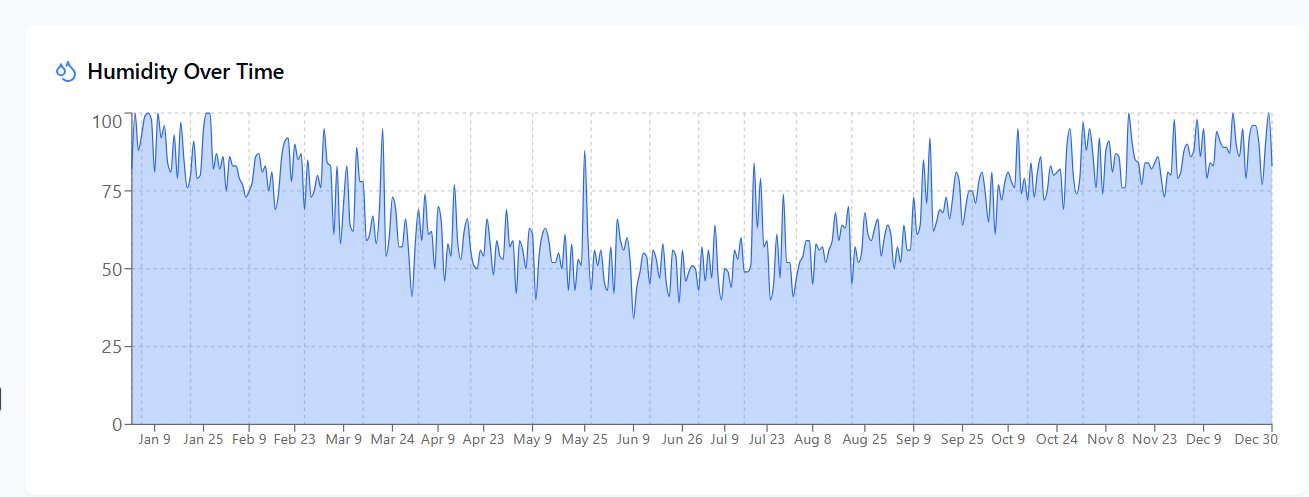 Humidity Over Time
100
75
50
25
0
Jan 9 Jan 25 Feb 9 Feb 23 Mar 9 Mar 24 Apr 9 Apr 23 May 9 May 25 Jun 9 Jun 26 Jul 9 Jul 23 Aug 8 Aug 25 Sep 9 Sep 25 Oct 9 Oct 24 Nov 8 Nov 23 Dec 9 Dec 30